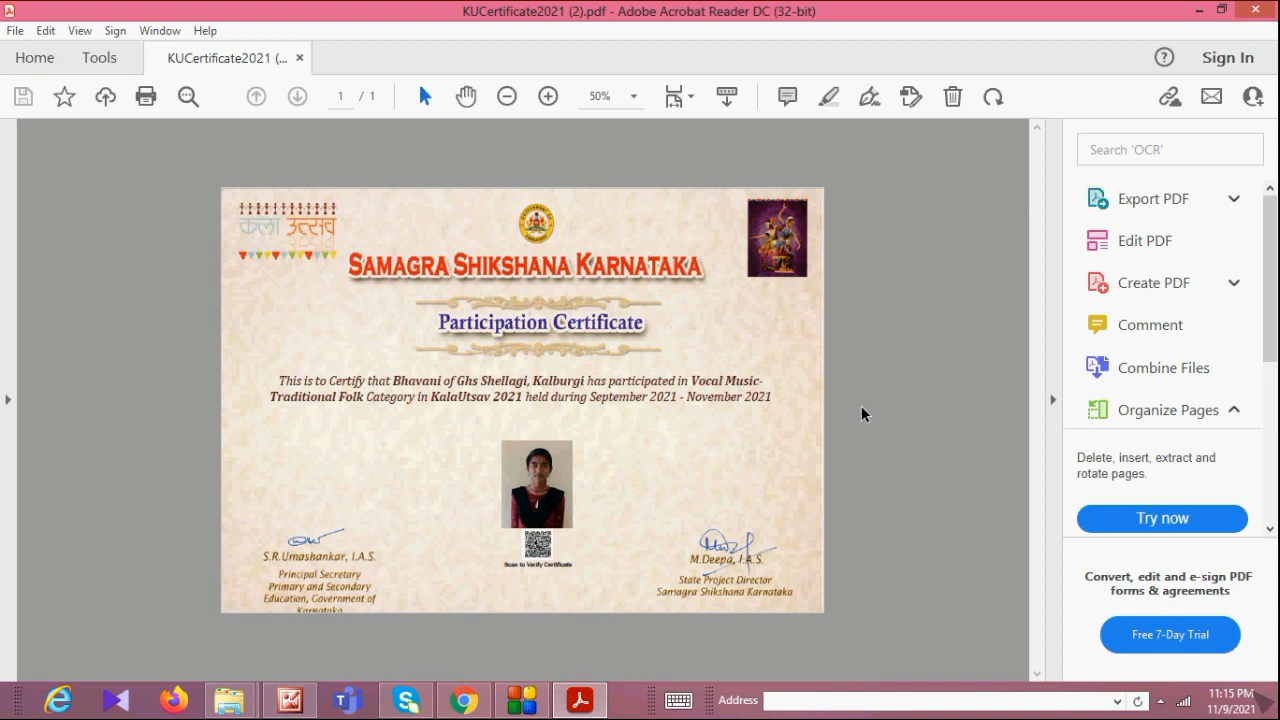 KUCertificate2021 (2).pdf - Adobe Acrobat Reader DC (32-bit)
File Edit View Sign Window Help
Home Tools KUCertificate2021 (... × Sign In
1 / 1 50%
कला उत्सव
SAMAGRA SHIKSHANA KARNATAKA
Participation Certificate
This is to Certify that Bhavani of Ghs Shellagi, Kalburgi has participated in Vocal Music-
Traditional Folk Category in KalaUtsav 2021 held during September 2021 - November 2021
Scan to Verify Certificate
S.R.Umashankar, I.A.S.
Principal Secretary
Primary and Secondary
Education, Government of
Karnataka
M.Deepa, I.A.S.
State Project Director
Samagra Shikshana Karnataka
Search 'OCR'
Export PDF
Edit PDF
Create PDF
Comment
Combine Files
Organize Pages
Delete, insert, extract and
rotate pages.
Try now
Convert, edit and e-sign PDF
forms & agreements
Free 7-Day Trial
Address
11:15 PM
11/9/2021